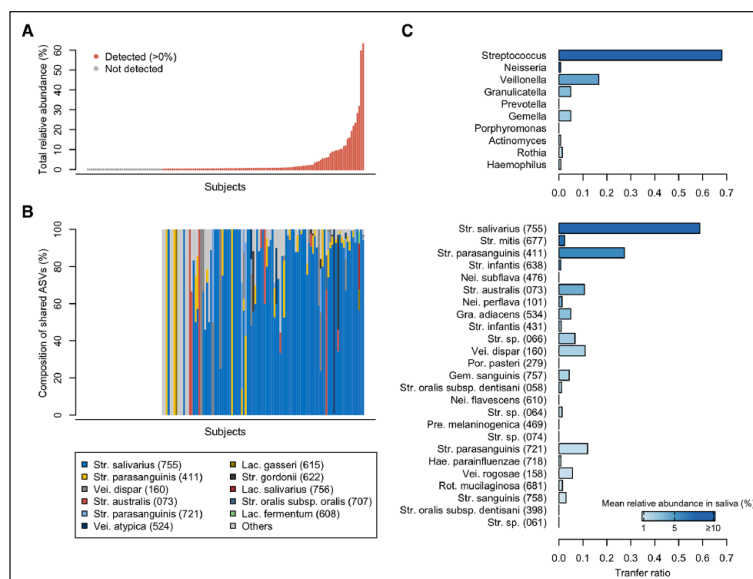 A
Total relative abundance (%)
60
50
40
30
20
10
0
Detected (>0%)
Not detected
Subjects
B
Composition of shared ASVs (%)
100
80
60
40
20
0
Subjects
Str. salivarius (755)
Str. parasanguinis (411)
Vei. dispar (160)
Str. australis (073)
Str. parasanguinis (721)
Vei. atypica (524)
Lac. gasseri (615)
Str. gordonii (622)
Lac. salivarius (756)
Str. oralis subsp. oralis (707)
Lac. fermentum (608)
Others
C
Streptococcus
Neisseria
Veillonella
Granulicatella
Prevotella
Gemella
Porphyromonas
Actinomyces
Rothia
Haemophilus
0.0 0.1 0.2 0.3 0.4 0.5 0.6 0.7
Str. salivarius (755)
Str. mitis (677)
Str. parasanguinis (411)
Str. infantis (638)
Nei. subflava (476)
Str. australis (073)
Nei. perflava (101)
Gra. adiacens (534)
Str. infantis (431)
Str. sp. (066)
Vei. dispar (160)
Por. pasteri (279)
Gem. sanguinis (757)
Str. oralis subsp. dentisani (058)
Nei. flavescens (610)
Str. sp. (064)
Pre. melaninogenica (469)
Str. sp. (074)
Str. parasanguinis (721)
Hae. parainfluenzae (718)
Vei. rogosae (158)
Rot. mucilaginosa (681)
Str. sanguinis (758)
Str. oralis subsp. dentisani (398)
Str. sp. (061)
Mean relative abundance in saliva (%)
1 5 ≥10
0.0 0.1 0.2 0.3 0.4 0.5 0.6 0.7
Tranfer ratio